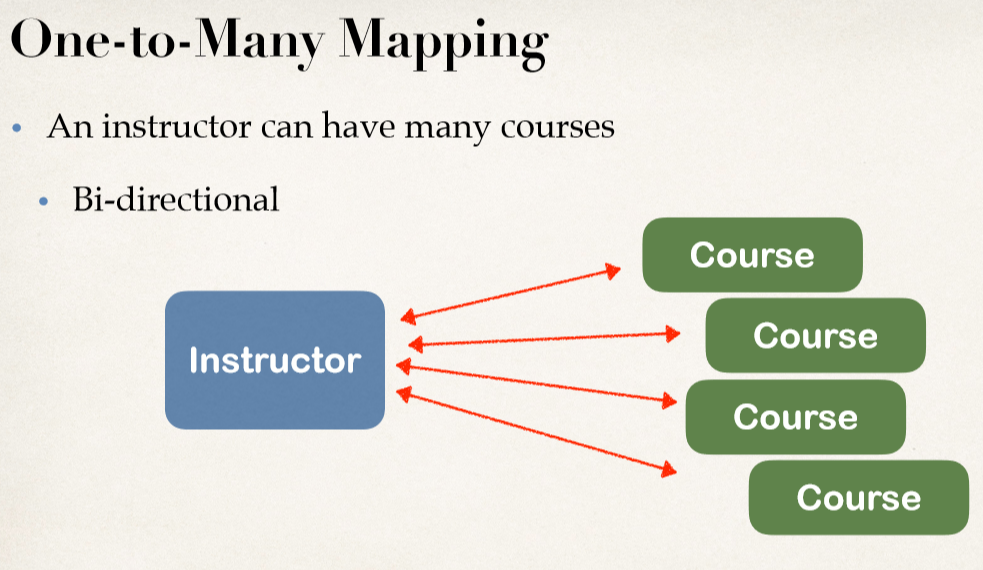 One-to-Many Mapping
• An instructor can have many courses
• Bi-directional
Course
Course
Instructor
Course
Course